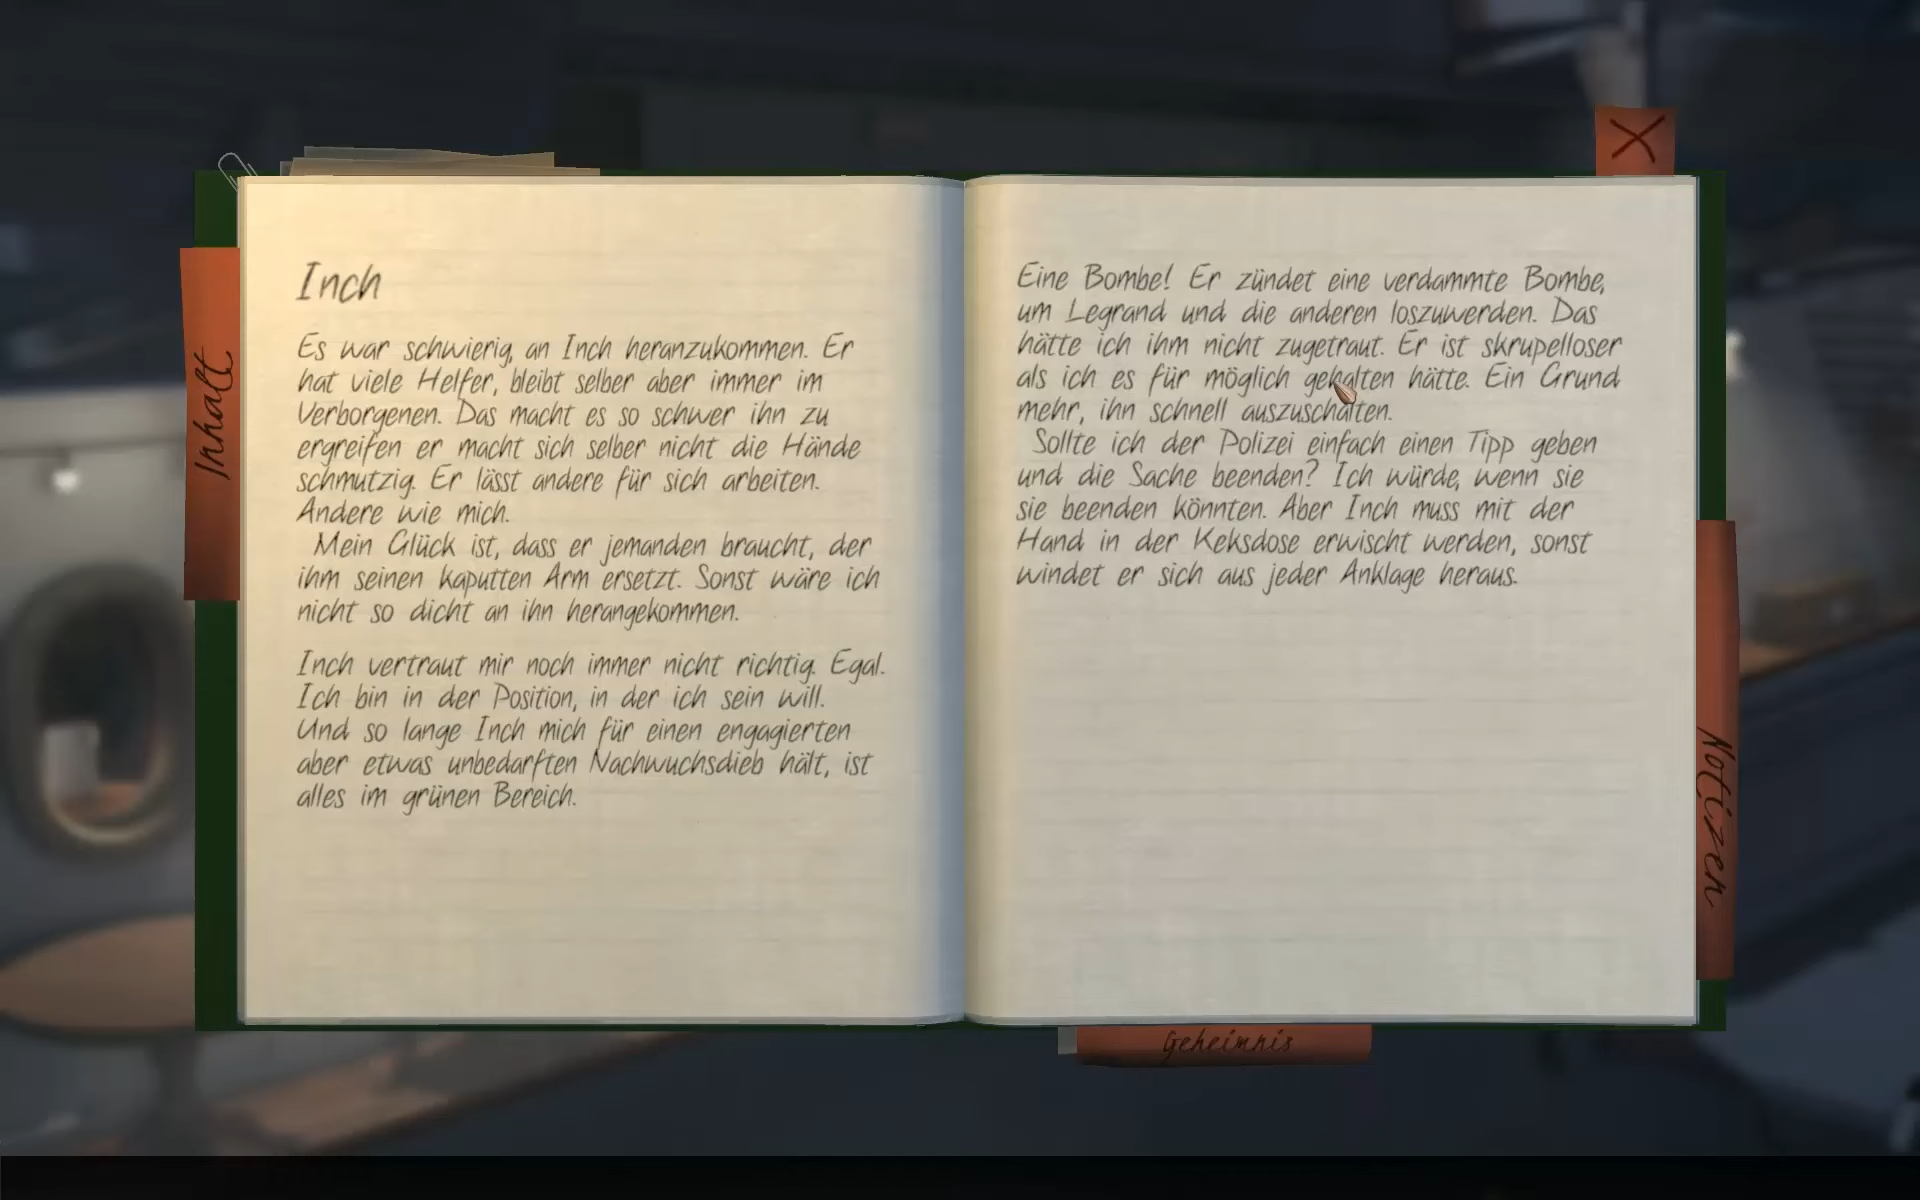 Inch
Es war schwierig, an Inch heranzukommen. Er
hat viele Helfer, bleibt selber aber immer im
Verborgenen. Das macht es so schwer ihn zu
ergreifen er macht sich selber nicht die Hände
schmutzig. Er lässt andere für sich arbeiten.
Andere wie mich.
Mein Glück ist, dass er jemanden braucht, der
ihm seinen kaputten Arm ersetzt. Sonst wäre ich
nicht so dicht an ihn herangekommen.
Inch vertraut mir noch immer nicht richtig. Egal.
Ich bin in der Position, in der ich sein will.
Und so lange Inch mich für einen engagierten
aber etwas unbedarften Nachwuchsdieb hält, ist
alles im grünen Bereich.
Eine Bombe! Er zündet eine verdammte Bombe,
um Legrand und die anderen loszuwerden. Das
hätte ich ihm nicht zugetraut. Er ist skrupelloser
als ich es für möglich gehalten hätte. Ein Grund
mehr, ihn schnell auszuschalten.
Sollte ich der Polizei einfach einen Tipp geben
und die Sache beenden? Ich würde, wenn sie
sie beenden könnten. Aber Inch muss mit der
Hand in der Keksdose erwischt werden, sonst
windet er sich aus jeder Anklage heraus.
Inhalt
Notizen
Geheimnis
X